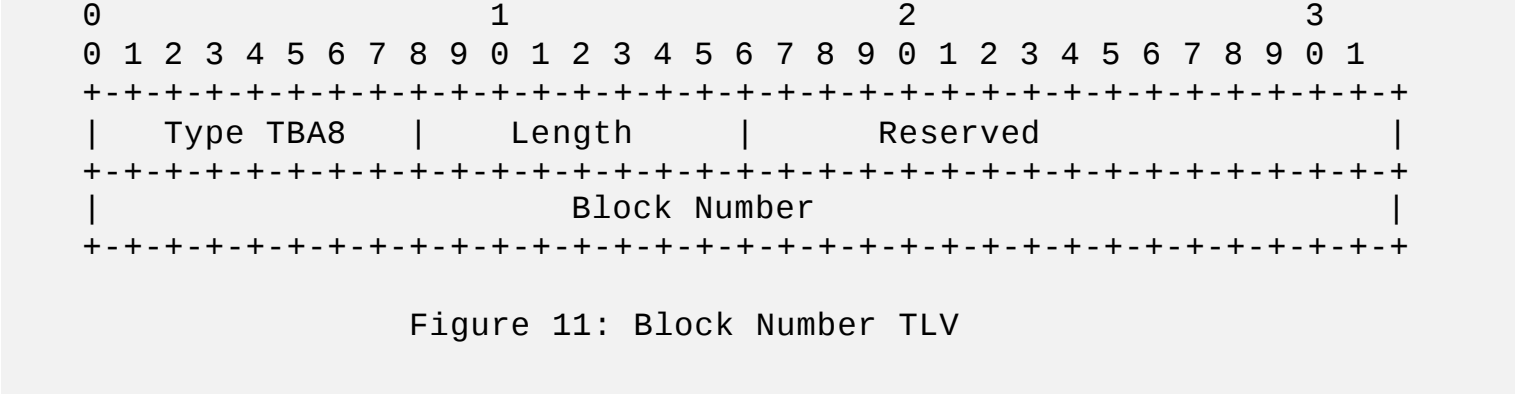 0                   1                   2                   3
0 1 2 3 4 5 6 7 8 9 0 1 2 3 4 5 6 7 8 9 0 1 2 3 4 5 6 7 8 9 0 1
+-+-+-+-+-+-+-+-+-+-+-+-+-+-+-+-+-+-+-+-+-+-+-+-+-+-+-+-+-+-+-+-+
|   Type TBA8   |    Length     |      Reserved                 |
+-+-+-+-+-+-+-+-+-+-+-+-+-+-+-+-+-+-+-+-+-+-+-+-+-+-+-+-+-+-+-+-+
|                       Block Number                            |
+-+-+-+-+-+-+-+-+-+-+-+-+-+-+-+-+-+-+-+-+-+-+-+-+-+-+-+-+-+-+-+-+
Figure 11: Block Number TLV